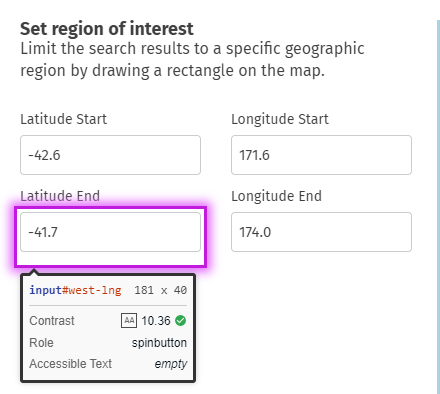 Set region of interest
Limit the search results to a specific geographic
region by drawing a rectangle on the map.
Latitude Start
Longitude Start
-42.6
171.6
Latitude End
Longitude End
-41.7
174.0
input#west-lng 181 x 40
Contrast AA 10.36
Role spinbutton
Accessible Text empty